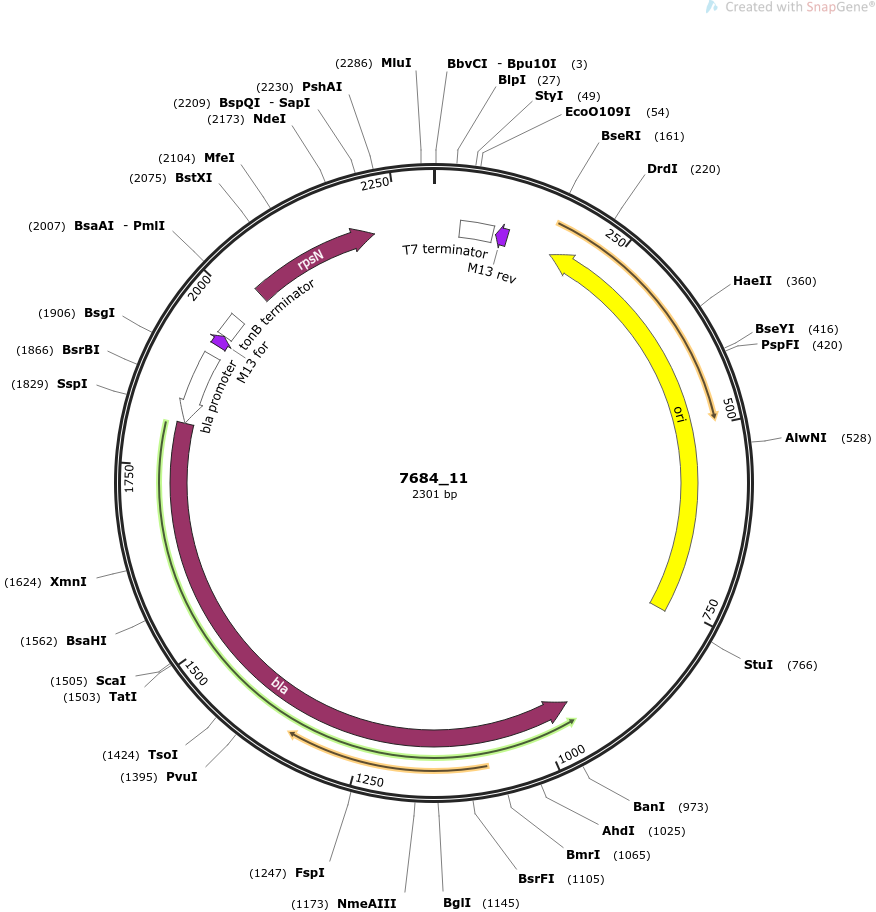 Created with SnapGene®
(2286) MluI
BbvCI - Bpu10I (3)
(2230) PshAI
BlpI (27)
(2209) BspQI - SapI
StyI (49)
(2173) NdeI
EcoO109I (54)
BseRI (161)
(2104) MfeI
DrdI (220)
(2075) BstXI
2250
(2007) BsaAI - PmlI
250
T7 terminator
rpsN
M13 rev
HaeII (360)
2000
tonB terminator
(1906) BsgI
BseYI (416)
(1866) BsrBI
PspFI (420)
M13 for
(1829) SspI
bla promoter
500
ori
AlwNI (528)
1750
7684_11
2301 bp
(1624) XmnI
750
(1562) BsaHI
StuI (766)
(1505) ScaI
1500
bla
(1503) TatI
(1424) TsoI
1000
(1395) PvuI
1250
BanI (973)
AhdI (1025)
BmrI (1065)
(1247) FspI
BsrFI (1105)
(1173) NmeAIII
BglI (1145)